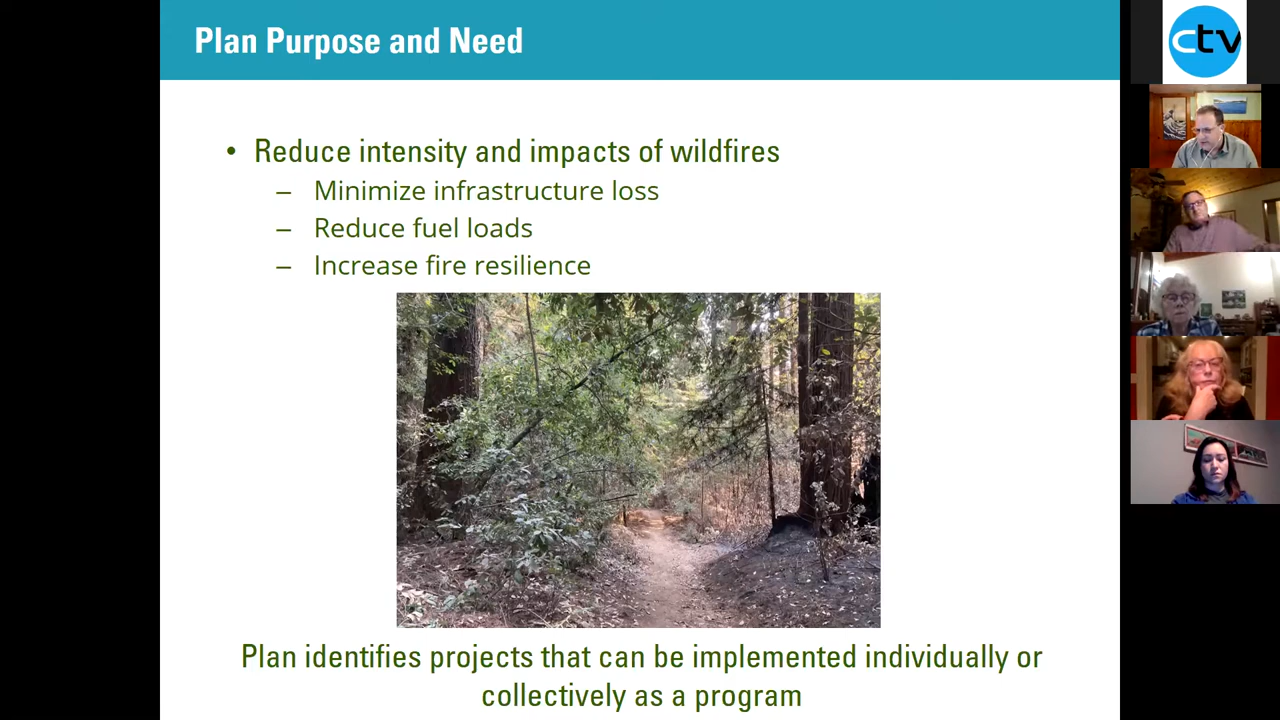 Plan Purpose and Need
ctv
• Reduce intensity and impacts of wildfires
– Minimize infrastructure loss
– Reduce fuel loads
– Increase fire resilience
Plan identifies projects that can be implemented individually or
collectively as a program